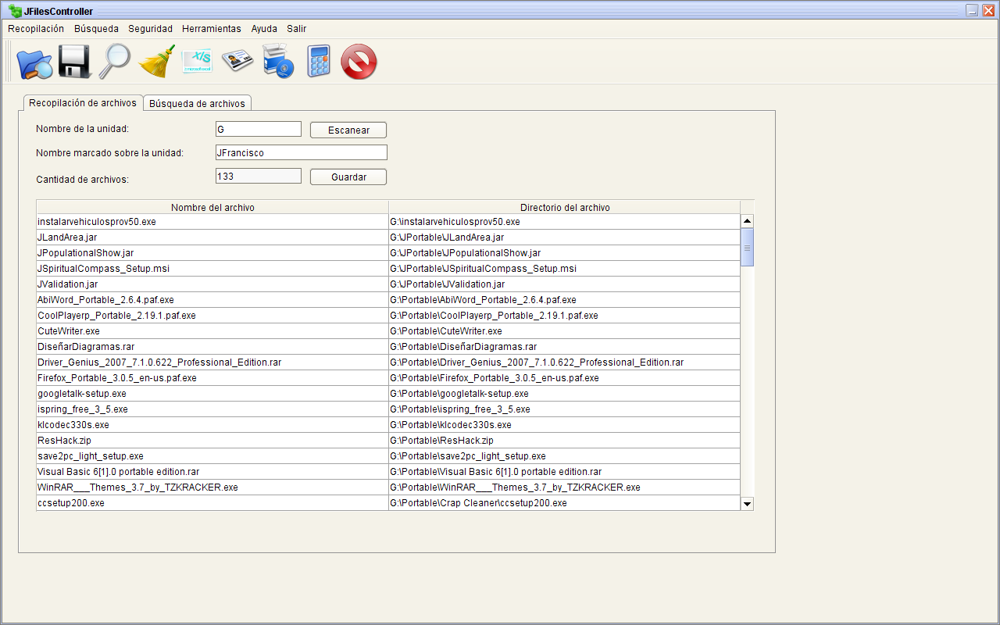 JFilesController
Recopilación Búsqueda Seguridad Herramientas Ayuda Salir
XlS
Recopilación de archivos Búsqueda de archivos
Nombre de la unidad: G Escanear
Nombre marcado sobre la unidad: JFrancisco
Cantidad de archivos: 133 Guardar
Nombre del archivo Directorio del archivo
instalarvehiculosprov50.exe G:\instalarvehiculosprov50.exe
JLandArea.jar G:\JPortable\JLandArea.jar
JPopulationalShow.jar G:\JPortable\JPopulationalShow.jar
JSpiritualCompass_Setup.msi G:\JPortable\JSpiritualCompass_Setup.msi
JValidation.jar G:\JPortable\JValidation.jar
AbiWord_Portable_2.6.4.paf.exe G:\Portable\AbiWord_Portable_2.6.4.paf.exe
CoolPlayerp_Portable_2.19.1.paf.exe G:\Portable\CoolPlayerp_Portable_2.19.1.paf.exe
CuteWriter.exe G:\Portable\CuteWriter.exe
DiseñarDiagramas.rar G:\Portable\DiseñarDiagramas.rar
Driver_Genius_2007_7.1.0.622_Professional_Edition.rar G:\Portable\Driver_Genius_2007_7.1.0.622_Professional_Edition.rar
Firefox_Portable_3.0.5_en-us.paf.exe G:\Portable\Firefox_Portable_3.0.5_en-us.paf.exe
googletalk-setup.exe G:\Portable\googletalk-setup.exe
ispring_free_3_5.exe G:\Portable\ispring_free_3_5.exe
klcodec330s.exe G:\Portable\klcodec330s.exe
ResHack.zip G:\Portable\ResHack.zip
save2pc_light_setup.exe G:\Portable\save2pc_light_setup.exe
Visual Basic 6[1].0 portable edition.rar G:\Portable\Visual Basic 6[1].0 portable edition.rar
WinRAR___Themes_3.7_by_TZKRACKER.exe G:\Portable\WinRAR___Themes_3.7_by_TZKRACKER.exe
ccsetup200.exe G:\Portable\Crap Cleaner\ccsetup200.exe